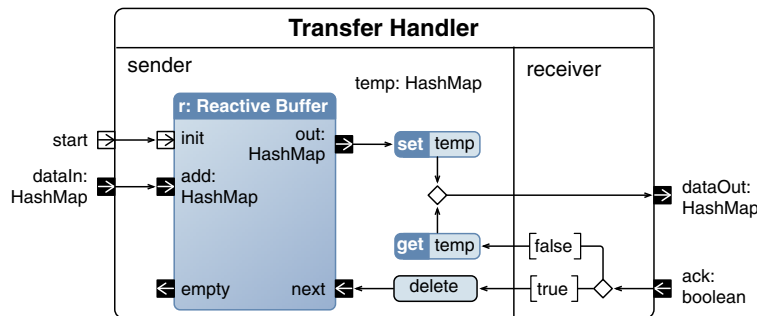 Transfer Handler
sender
receiver
temp: HashMap
r: Reactive Buffer
start
init
out:
HashMap
set temp
dataIn:
HashMap
add:
HashMap
dataOut:
HashMap
get temp
[false]
empty
next
delete
[true]
ack:
boolean